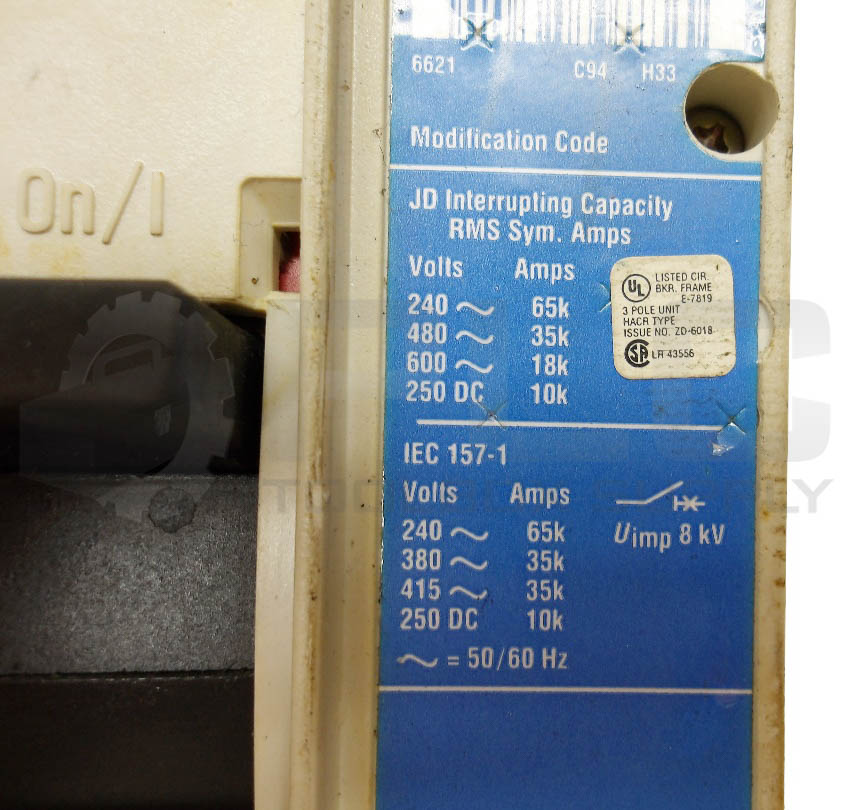 6621 C94 H33
Modification Code
On/I
JD Interrupting Capacity
RMS Sym. Amps
Volts Amps
240 ~ 65k
480 ~ 35k
600 ~ 18k
250 DC 10k
UL LISTED CIR.
BKR. FRAME
E-7819
3 POLE UNIT
HACR TYPE
ISSUE NO. ZD-6018
SA LR 43556
IEC 157-1
Volts Amps
240 ~ 65k
380 ~ 35k
415 ~ 35k
250 DC 10k
Uimp 8 kV
~ = 50/60 Hz